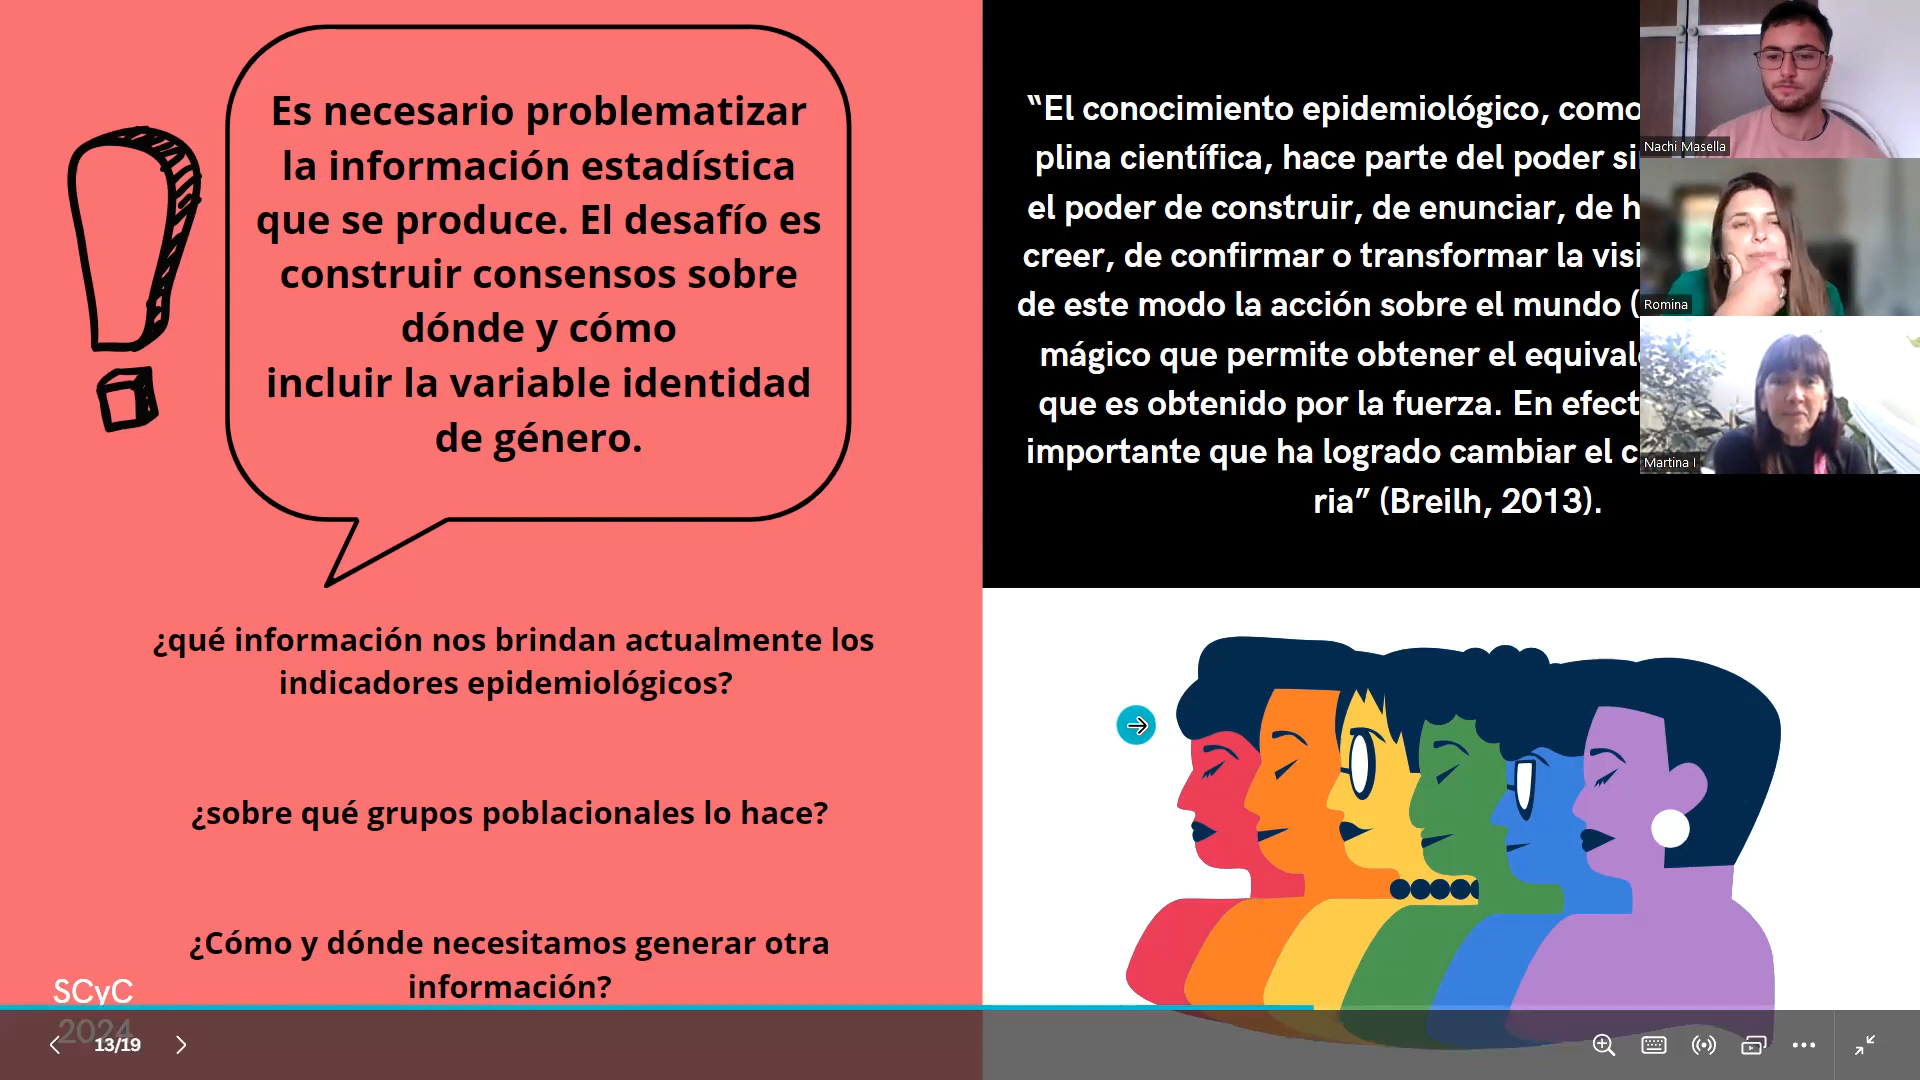 Es necesario problematizar
la información estadística
que se produce. El desafío es
construir consensos sobre
dónde y cómo
incluir la variable identidad
de género.
¿qué información nos brindan actualmente los
indicadores epidemiológicos?
¿sobre qué grupos poblacionales lo hace?
¿Cómo y dónde necesitamos generar otra
información?
SCyC
2024
13/19
“El conocimiento epidemiológico, como
plina científica, hace parte del poder
el poder de construir, de enunciar, de
creer, de confirmar o transformar la
de este modo la acción sobre el mundo (
mágico que permite obtener el
que es obtenido por la fuerza. En
importante que ha logrado cambiar el
ria” (Breilh, 2013).
Nachi Masella
Romina
Martina I